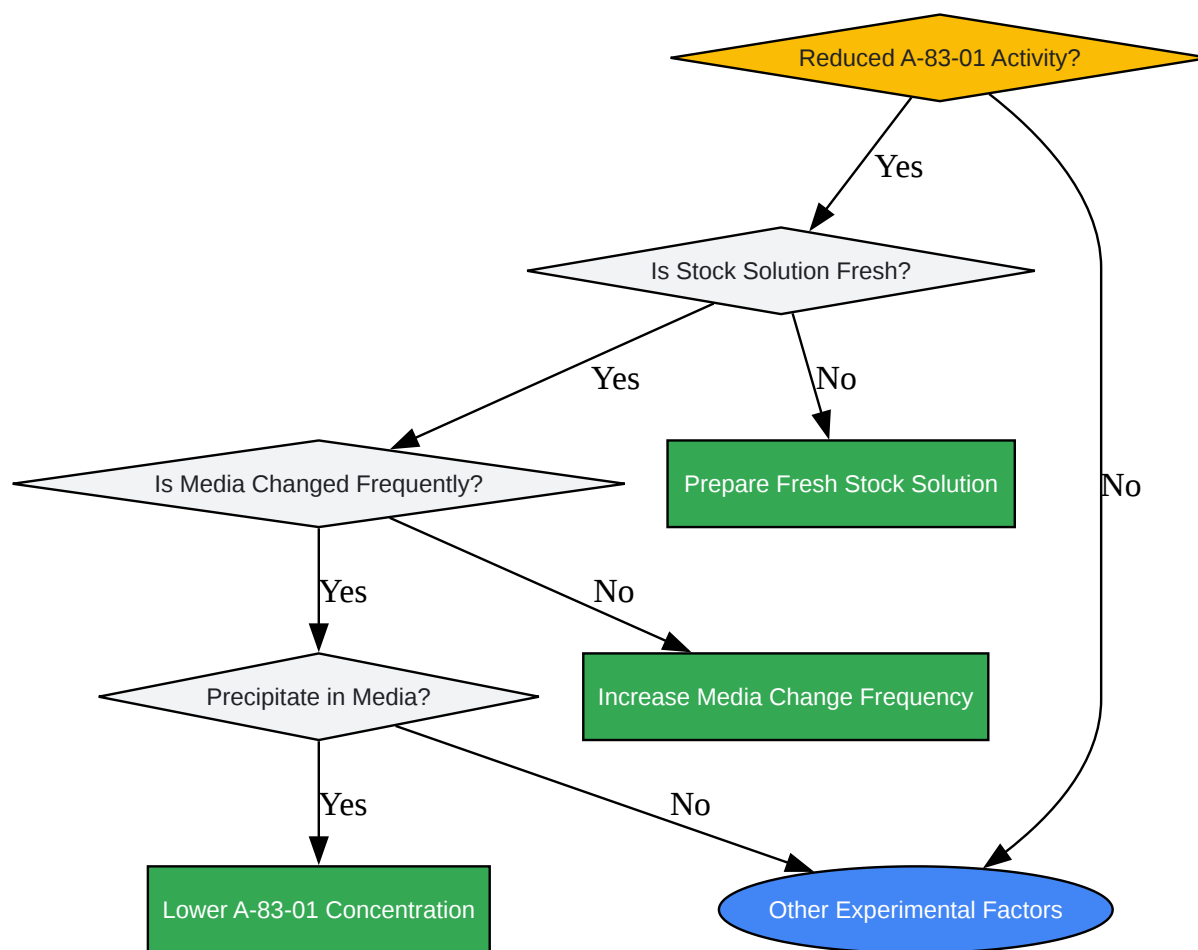 Reduced A-83-01 Activity?
Yes
Is Stock Solution Fresh?
Yes
No
Is Media Changed Frequently?
Prepare Fresh Stock Solution
No
Yes
No
Precipitate in Media?
Increase Media Change Frequency
Yes
No
Lower A-83-01 Concentration
Other Experimental Factors